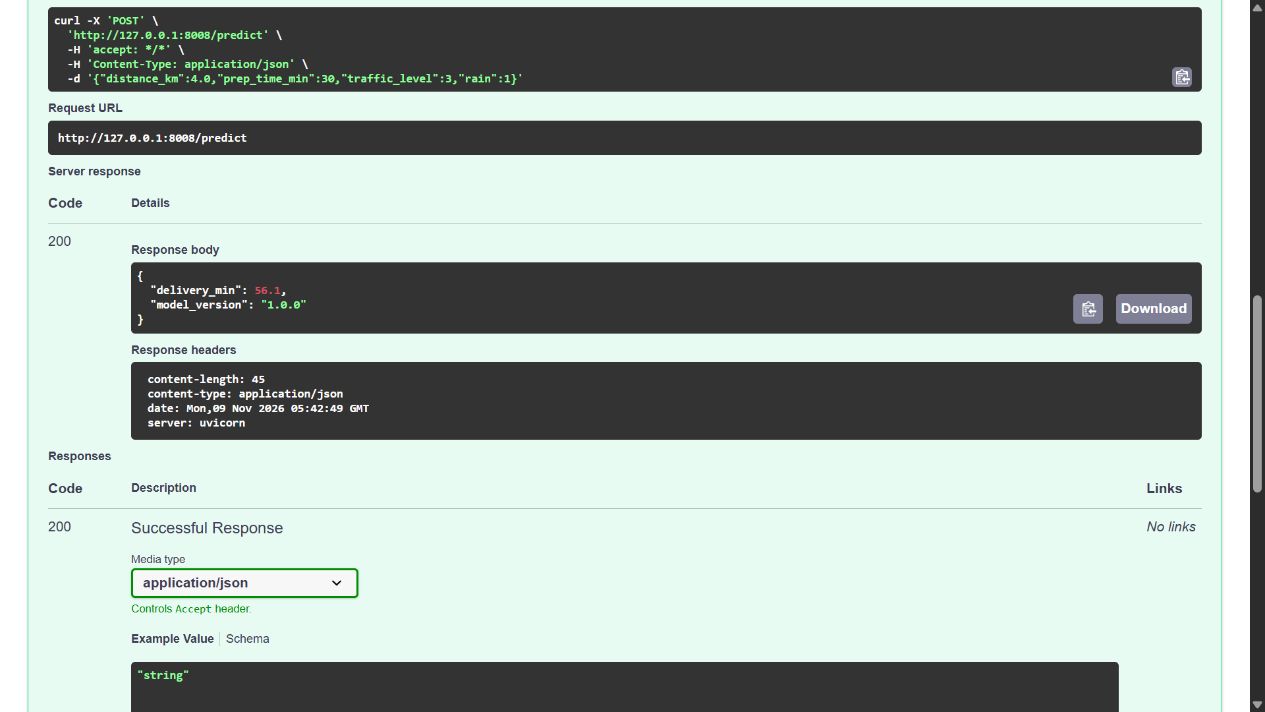 curl -X 'POST' \
  'http://127.0.0.1:8008/predict' \
  -H 'accept: */*' \
  -H 'Content-Type: application/json' \
  -d '{"distance_km":4.0,"prep_time_min":30,"traffic_level":3,"rain":1}'
Request URL
http://127.0.0.1:8008/predict
Server response
Code Details
200
Response body
{
  "delivery_min": 56.1,
  "model_version": "1.0.0"
}
Download
Response headers
content-length: 45
content-type: application/json
date: Mon,09 Nov 2026 05:42:49 GMT
server: uvicorn
Responses
Code Description Links
200 Successful Response No links
Media type
application/json
Controls Accept header.
Example Value Schema
"string"